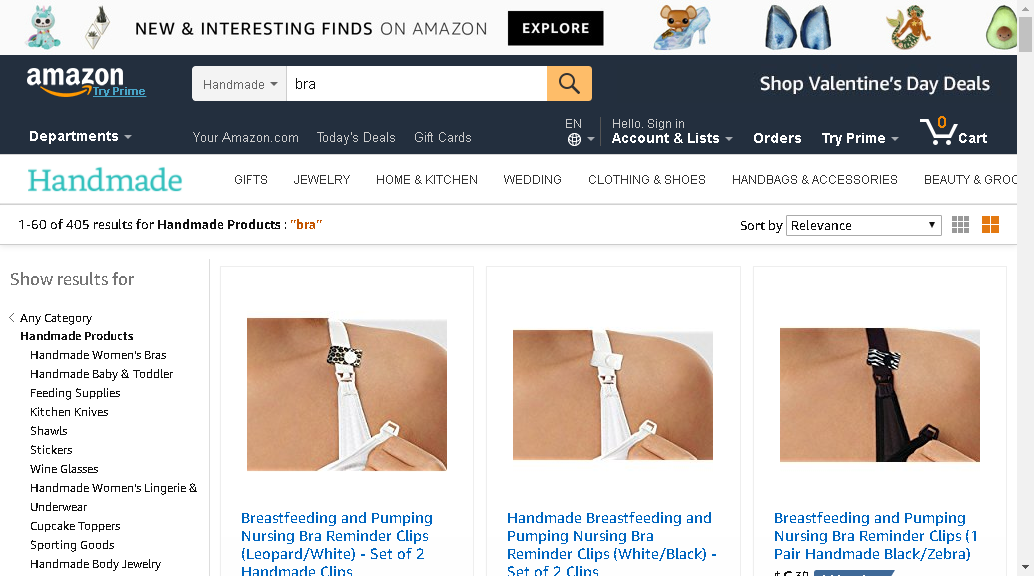 NEW & INTERESTING FINDS ON AMAZON EXPLORE
amazon
Try Prime
Handmade
bra
Shop Valentine's Day Deals
Departments
Your Amazon.com Today's Deals Gift Cards
EN
Hello. Sign in
Account & Lists
Orders
Try Prime
0
Cart
Handmade
GIFTS JEWELRY HOME & KITCHEN WEDDING CLOTHING & SHOES HANDBAGS & ACCESSORIES BEAUTY & GROO
1-60 of 405 results for Handmade Products : "bra"
Sort by Relevance
Show results for
Any Category
Handmade Products
Handmade Women's Bras
Handmade Baby & Toddler
Feeding Supplies
Kitchen Knives
Shawls
Stickers
Wine Glasses
Handmade Women's Lingerie &
Underwear
Cupcake Toppers
Sporting Goods
Handmade Body Jewelry
Breastfeeding and Pumping
Nursing Bra Reminder Clips
(Leopard/White) - Set of 2
Handmade Clips
Handmade Breastfeeding and
Pumping Nursing Bra
Reminder Clips (White/Black) -
Set of 2 Clips
Breastfeeding and Pumping
Nursing Bra Reminder Clips (1
Pair Handmade Black/Zebra)